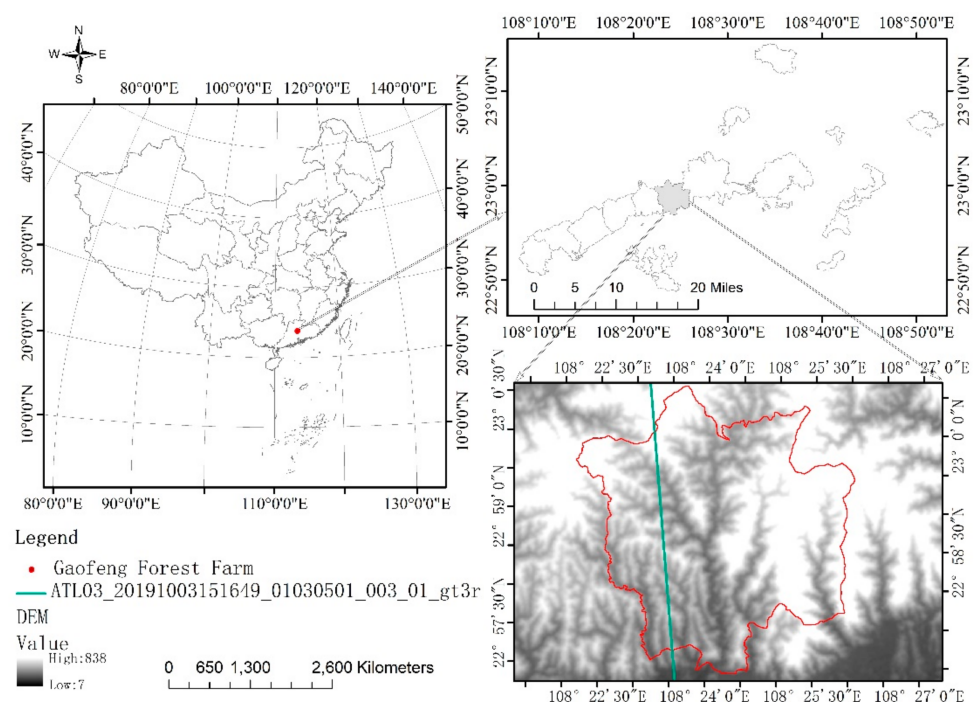 N
W E
S
80°0'0"E 100°0'0"E 120°0'0"E 140°0'0"E
50°0'0"N
40°0'0"N
40°0'0"N
30°0'0"N
30°0'0"N
20°0'0"N
20°0'0"N
10°0'0"N
10°0'0"N
80°0'0"E 90°0'0"E 110°0'0"E 130°0'0"E
108°10'0"E 108°20'0"E 108°30'0"E 108°40'0"E 108°50'0"E
23°10'0"N
23°10'0"N
23°0'0"N
23°0'0"N
22°50'0"N
22°50'0"N
0 5 10 20 Miles
108°10'0"E 108°20'0"E 108°30'0"E 108°40'0"E 108°50'0"E
108° 22′30″E 108° 24′0″E 108° 25′30″E 108° 27′0″E
23° 0′30″N
23° 0′0″N
22° 59′0″N
22° 58′30″N
22° 57′30″N
22° 57′0″N
108° 22′30″E 108° 24′0″E 108° 25′30″E 108° 27′0″E
Legend
Gaofeng Forest Farm
ATL03_20191003151649_01030501_003_01_gt3r
DEM
Value
High:838
Low:7
0 650 1,300 2,600 Kilometers